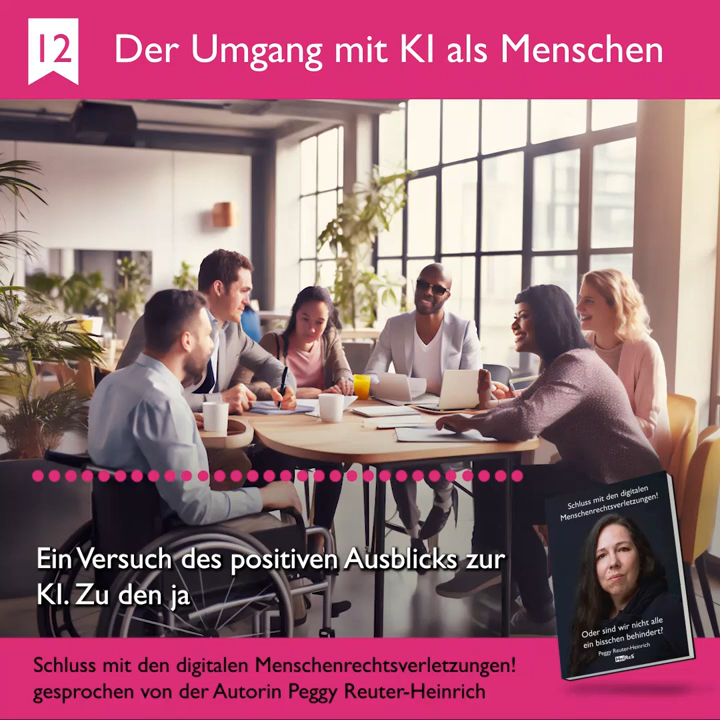 12
Der Umgang mit KI als Menschen
Schluss mit den digitalen
Menschenrechtsverletzungen!
Ein Versuch des positiven Ausblicks zur
KI. Zu den ja
Oder sind wir nicht alle
ein bisschen behindert?
Peggy Reuter-Heinrich
Schluss mit den digitalen Menschenrechtsverletzungen!
gesprochen von der Autorin Peggy Reuter-Heinrich